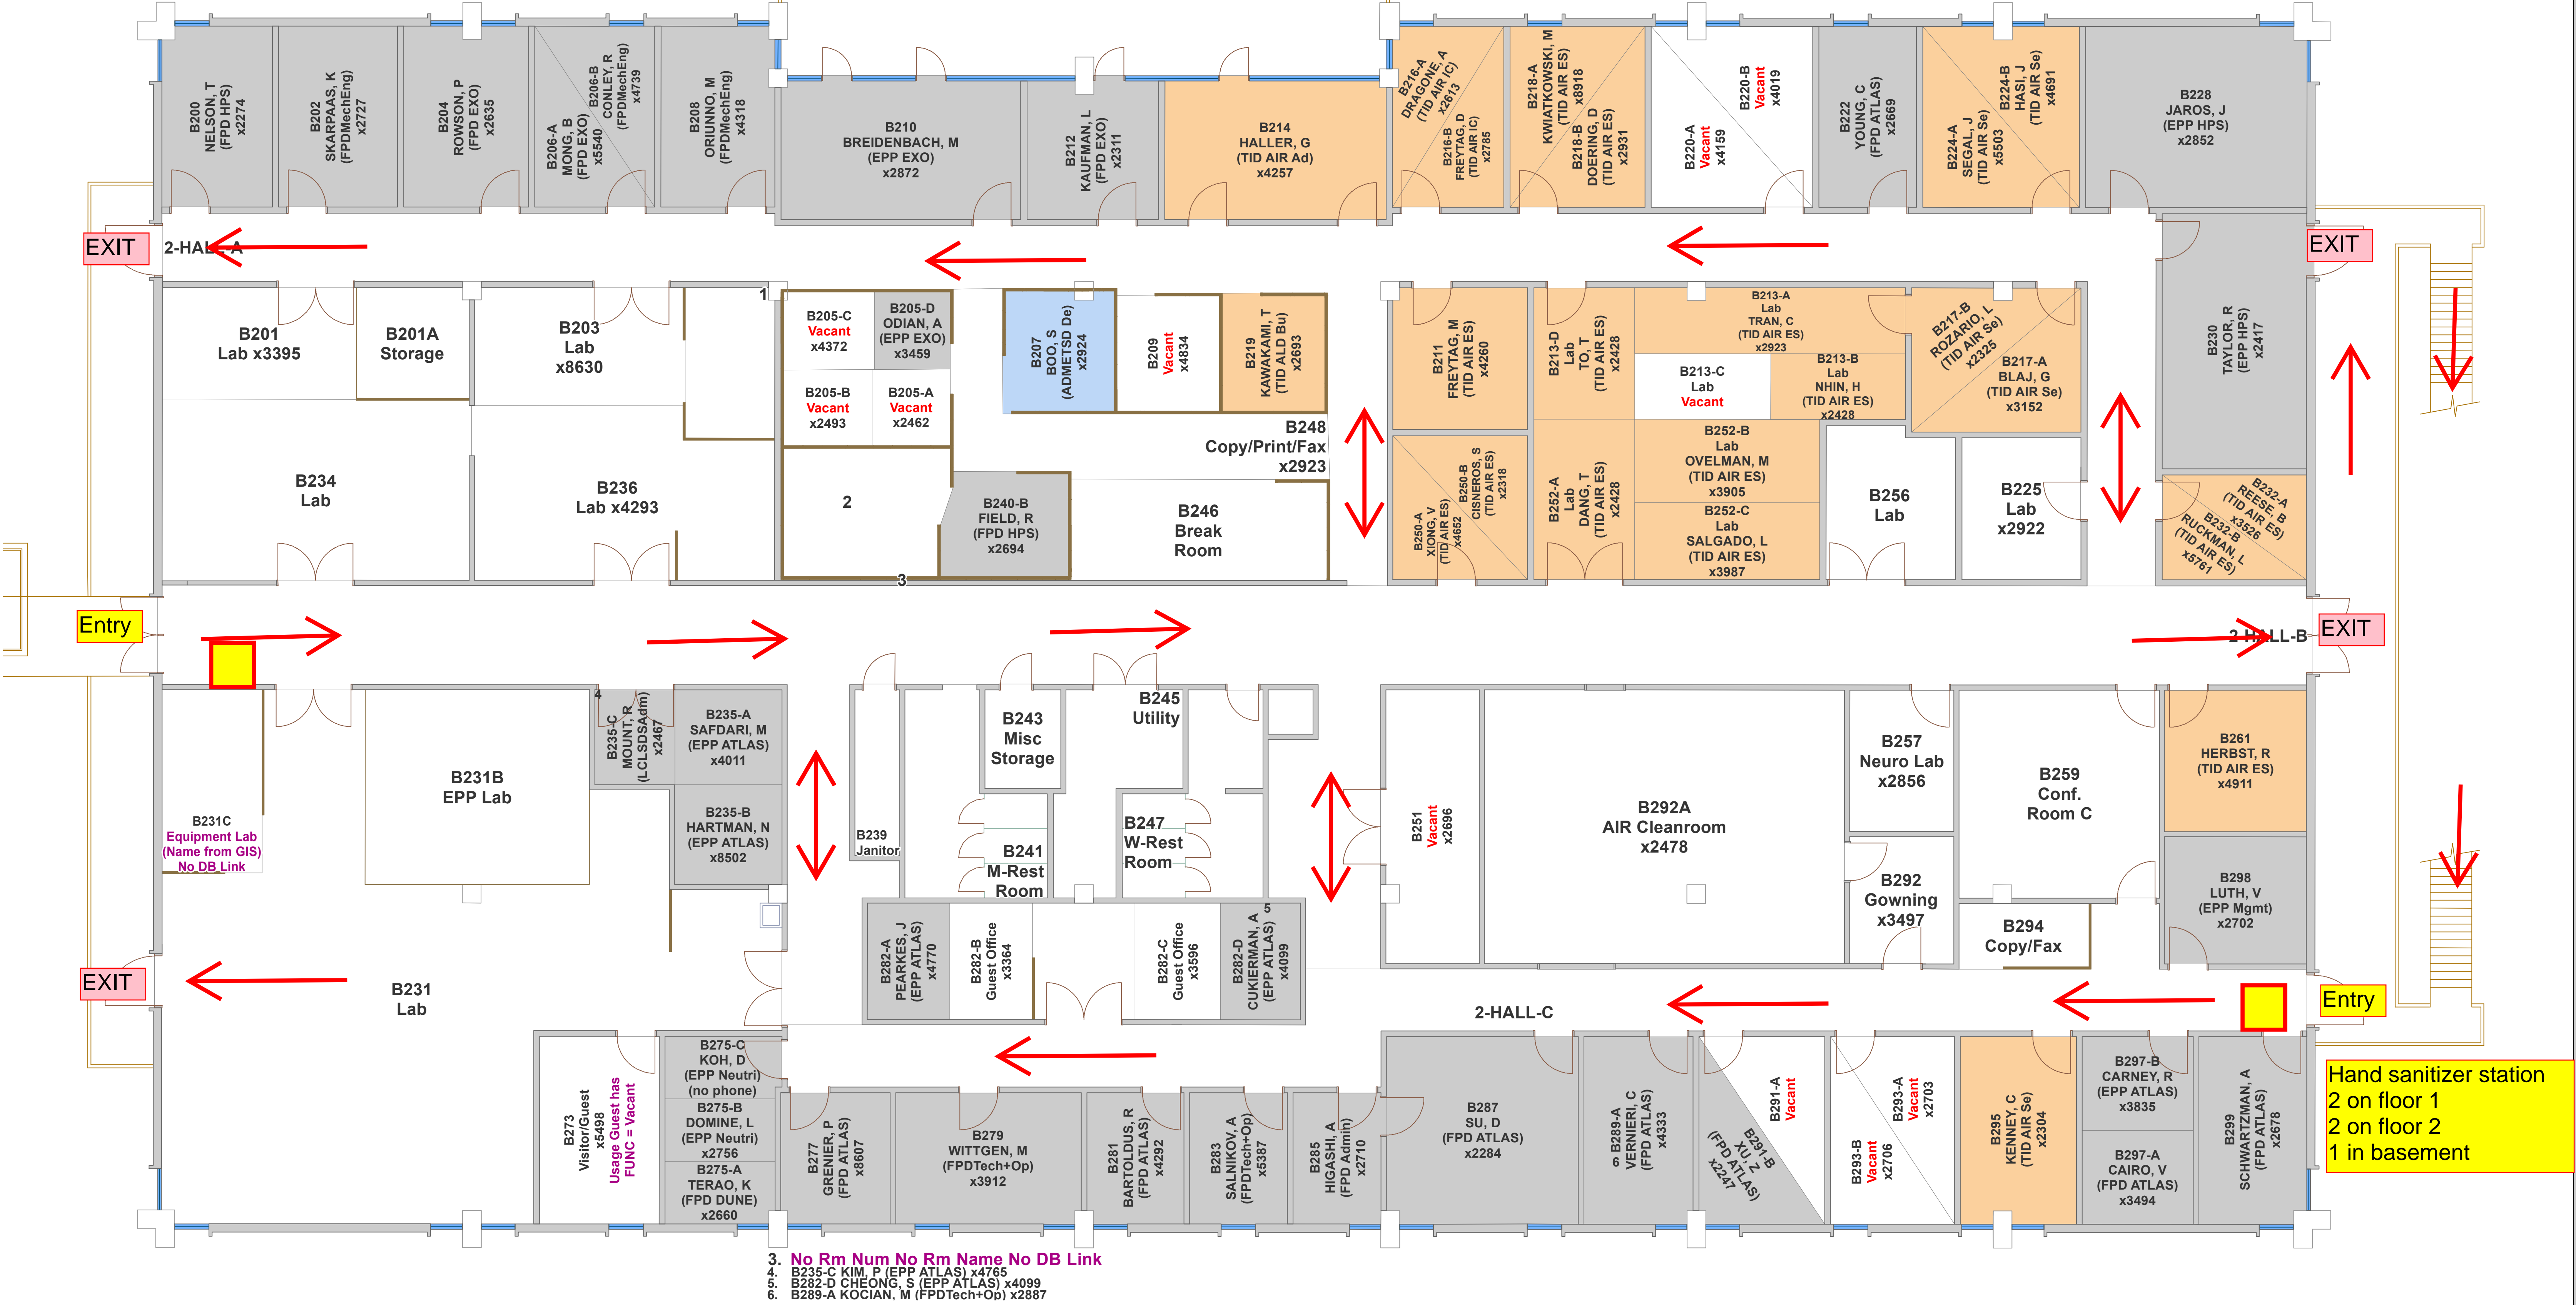 B200
NELSON, T
(FPD HPS)
x2274
B202
SKARPAAS, K
(FPDMechEng)
x2727
B204
ROWSON, P
(FPD EXO)
x2635
B206-A
MONG, B
(FPD EXO)
x5540
B206-B
CONLEY, R
(FPDMechEng)
x4739
B208
ORIUNNO, M
(FPDMechEng)
x4318
B210
BREIDENBACH, M
(EPP EXO)
x2872
B212
KAUFMAN, L
(FPD EXO)
x2311
B214
HALLER, G
(TID AIR Ad)
x4257
B216-A
DRAGONE, A
(TID AIR IC)
x2613
B216-B
FREYTAG, D
(TID AIR IC)
x2785
B218-A
KWIATKOWSKI, M
(TID AIR ES)
x8918
B218-B
DOERING, D
(TID AIR ES)
x2931
B220-A
Vacant
x4159
B220-B
Vacant
x4019
B222
YOUNG, C
(FPD ATLAS)
x2669
B224-A
SEGAL, J
(TID AIR Se)
x5503
B224-B
HASI, J
(TID AIR Se)
x4691
B228
JAROS, J
(EPP HPS)
x2852
EXIT
2-HALL-A
EXIT
B201
Lab x3395
B201A
Storage
B203
Lab
x8630
1
B205-C
Vacant
x4372
B205-D
ODIAN, A
(EPP EXO)
x3459
B205-B
Vacant
x2493
B205-A
Vacant
x2462
B207
BOO, S
(ADMETSD De)
x2924
B209
Vacant
x4834
B219
KAWAKAMI, T
(TID ALD Bu)
x2693
B211
FREYTAG, M
(TID AIR ES)
x4260
B213-D
Lab
TO, T
(TID AIR ES)
x2428
B213-A
Lab
TRAN, C
(TID AIR ES)
x2923
B213-C
Lab
Vacant
B213-B
Lab
NHIN, H
(TID AIR ES)
x2428
B217-B
ROZARIO, L
(TID AIR Se)
x2325
B217-A
BLAJ, G
(TID AIR Se)
x3152
B230
TAYLOR, R
(EPP HPS)
x2417
B234
Lab
B236
Lab x4293
2
B240-B
FIELD, R
(FPD HPS)
x2694
B248
Copy/Print/Fax
x2923
B246
Break
Room
B250-A
XIONG, V
(TID AIR ES)
x4652
B250-B
CISNEROS, S
(TID AIR ES)
x2318
B252-A
Lab
DANG, T
(TID AIR ES)
x2428
B252-B
Lab
OVELMAN, M
(TID AIR ES)
x3905
B252-C
Lab
SALGADO, L
(TID AIR ES)
x3987
B256
Lab
B225
Lab
x2922
B232-A
REESE, B
(TID AIR ES)
x3526
B232-B
RUCKMAN, L
(TID AIR ES)
x5761
3
Entry
2-HALL-B
EXIT
B231C
Equipment Lab
(Name from GIS)
No DB Link
B231B
EPP Lab
4
B235-C
MOUNT, R
(LCLSDSAdm)
x2467
B235-A
SAFDARI, M
(EPP ATLAS)
x4011
B235-B
HARTMAN, N
(EPP ATLAS)
x8502
B239
Janitor
B243
Misc
Storage
B245
Utility
B241
M-Rest
Room
B247
W-Rest
Room
B251
Vacant
x2696
B292A
AIR Cleanroom
x2478
B257
Neuro Lab
x2856
B259
Conf.
Room C
B261
HERBST, R
(TID AIR ES)
x4911
B292
Gowning
x3497
B294
Copy/Fax
B298
LUTH, V
(EPP Mgmt)
x2702
EXIT
B231
Lab
B282-A
PEARKES, J
(EPP ATLAS)
x4770
B282-B
Guest Office
x3364
B282-C
Guest Office
x3596
5
B282-D
CUKIERMAN, A
(EPP ATLAS)
x4099
2-HALL-C
Entry
B273
Visitor/Guest
x5498
Usage Guest has
FUNC = Vacant
B275-C
KOH, D
(EPP Neutri)
(no phone)
B275-B
DOMINE, L
(EPP Neutri)
x2756
B275-A
TERAO, K
(FPD DUNE)
x2660
B277
GRENIER, P
(FPD ATLAS)
x8607
B279
WITTGEN, M
(FPDTech+Op)
x3912
B281
BARTOLDUS, R
(FPD ATLAS)
x4292
B283
SALNIKOV, A
(FPDTech+Op)
x5387
B285
HIGASHI, A
(FPD Admin)
x2710
B287
SU, D
(FPD ATLAS)
x2284
6
B289-A
VERNIERI, C
(FPD ATLAS)
x4333
B291-A
Vacant
B291-B
XU, Z
(FPD ATLAS)
x2247
B293-A
Vacant
x2703
B293-B
Vacant
x2706
B295
KENNEY, C
(TID AIR Se)
x2304
B297-B
CARNEY, R
(EPP ATLAS)
x3835
B297-A
CAIRO, V
(FPD ATLAS)
x3494
B299
SCHWARTZMAN, A
(FPD ATLAS)
x2678
Hand sanitizer station
2 on floor 1
2 on floor 2
1 in basement
3. No Rm Num No Rm Name No DB Link
4. B235-C KIM, P (EPP ATLAS) x4765
5. B282-D CHEONG, S (EPP ATLAS) x4099
6. B289-A KOCIAN, M (FPDTech+Op) x2887